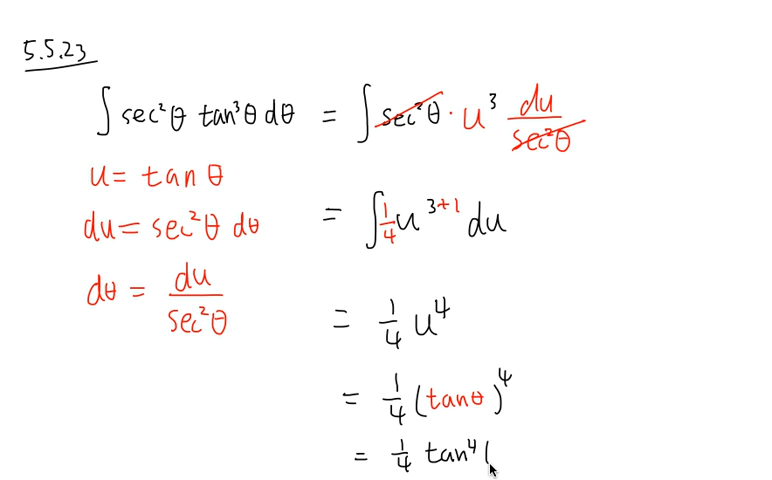 5.5.23
∫ sec²θ tan³θ dθ = ∫ sec²θ · u³ du/sec²θ
u = tan θ
du = sec²θ dθ
= ∫ 1/4 u³⁺¹ du
dθ = du/sec²θ
= 1/4 u⁴
= 1/4 (tanθ)⁴
= 1/4 tan⁴(